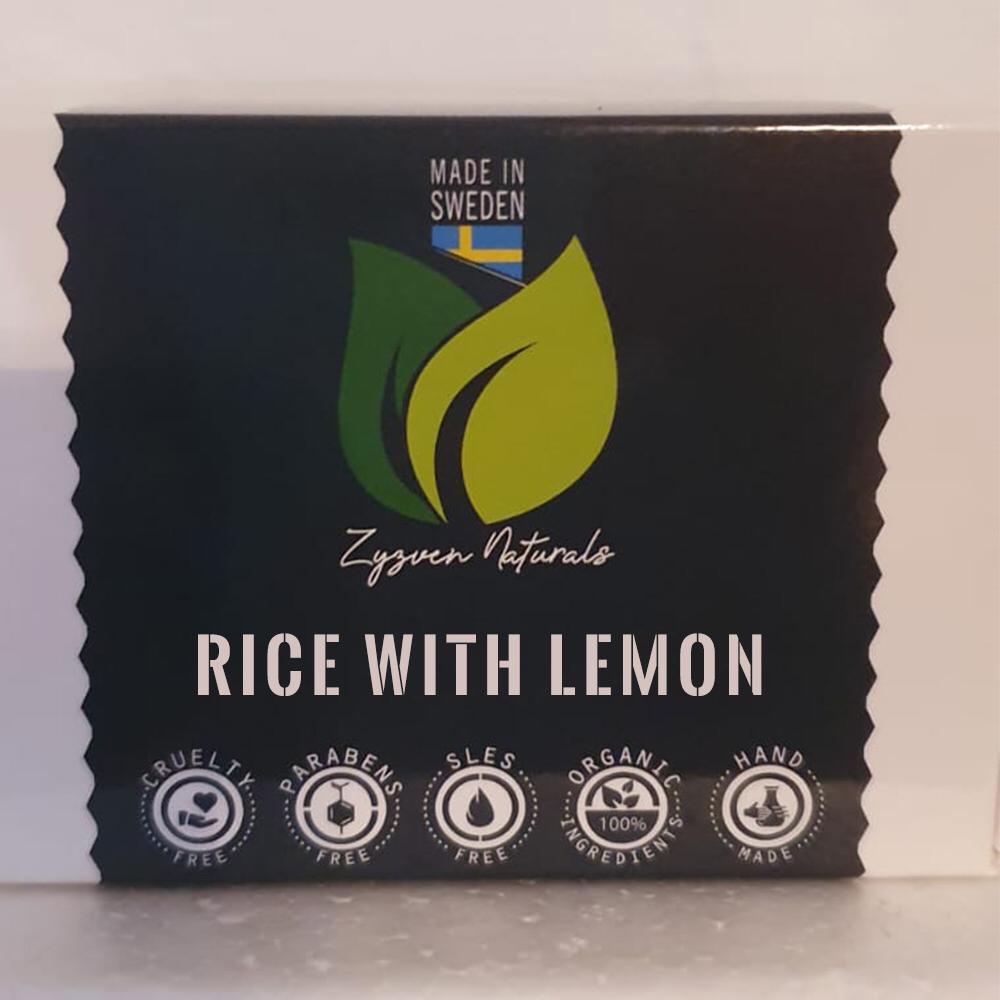 MADE IN
SWEDEN
Zyzven Naturals
RICE WITH LEMON
CRUELTY
FREE
PARABENS
FREE
SLES
FREE
ORGANIC
100%
INGREDIENTS
HAND
MADE